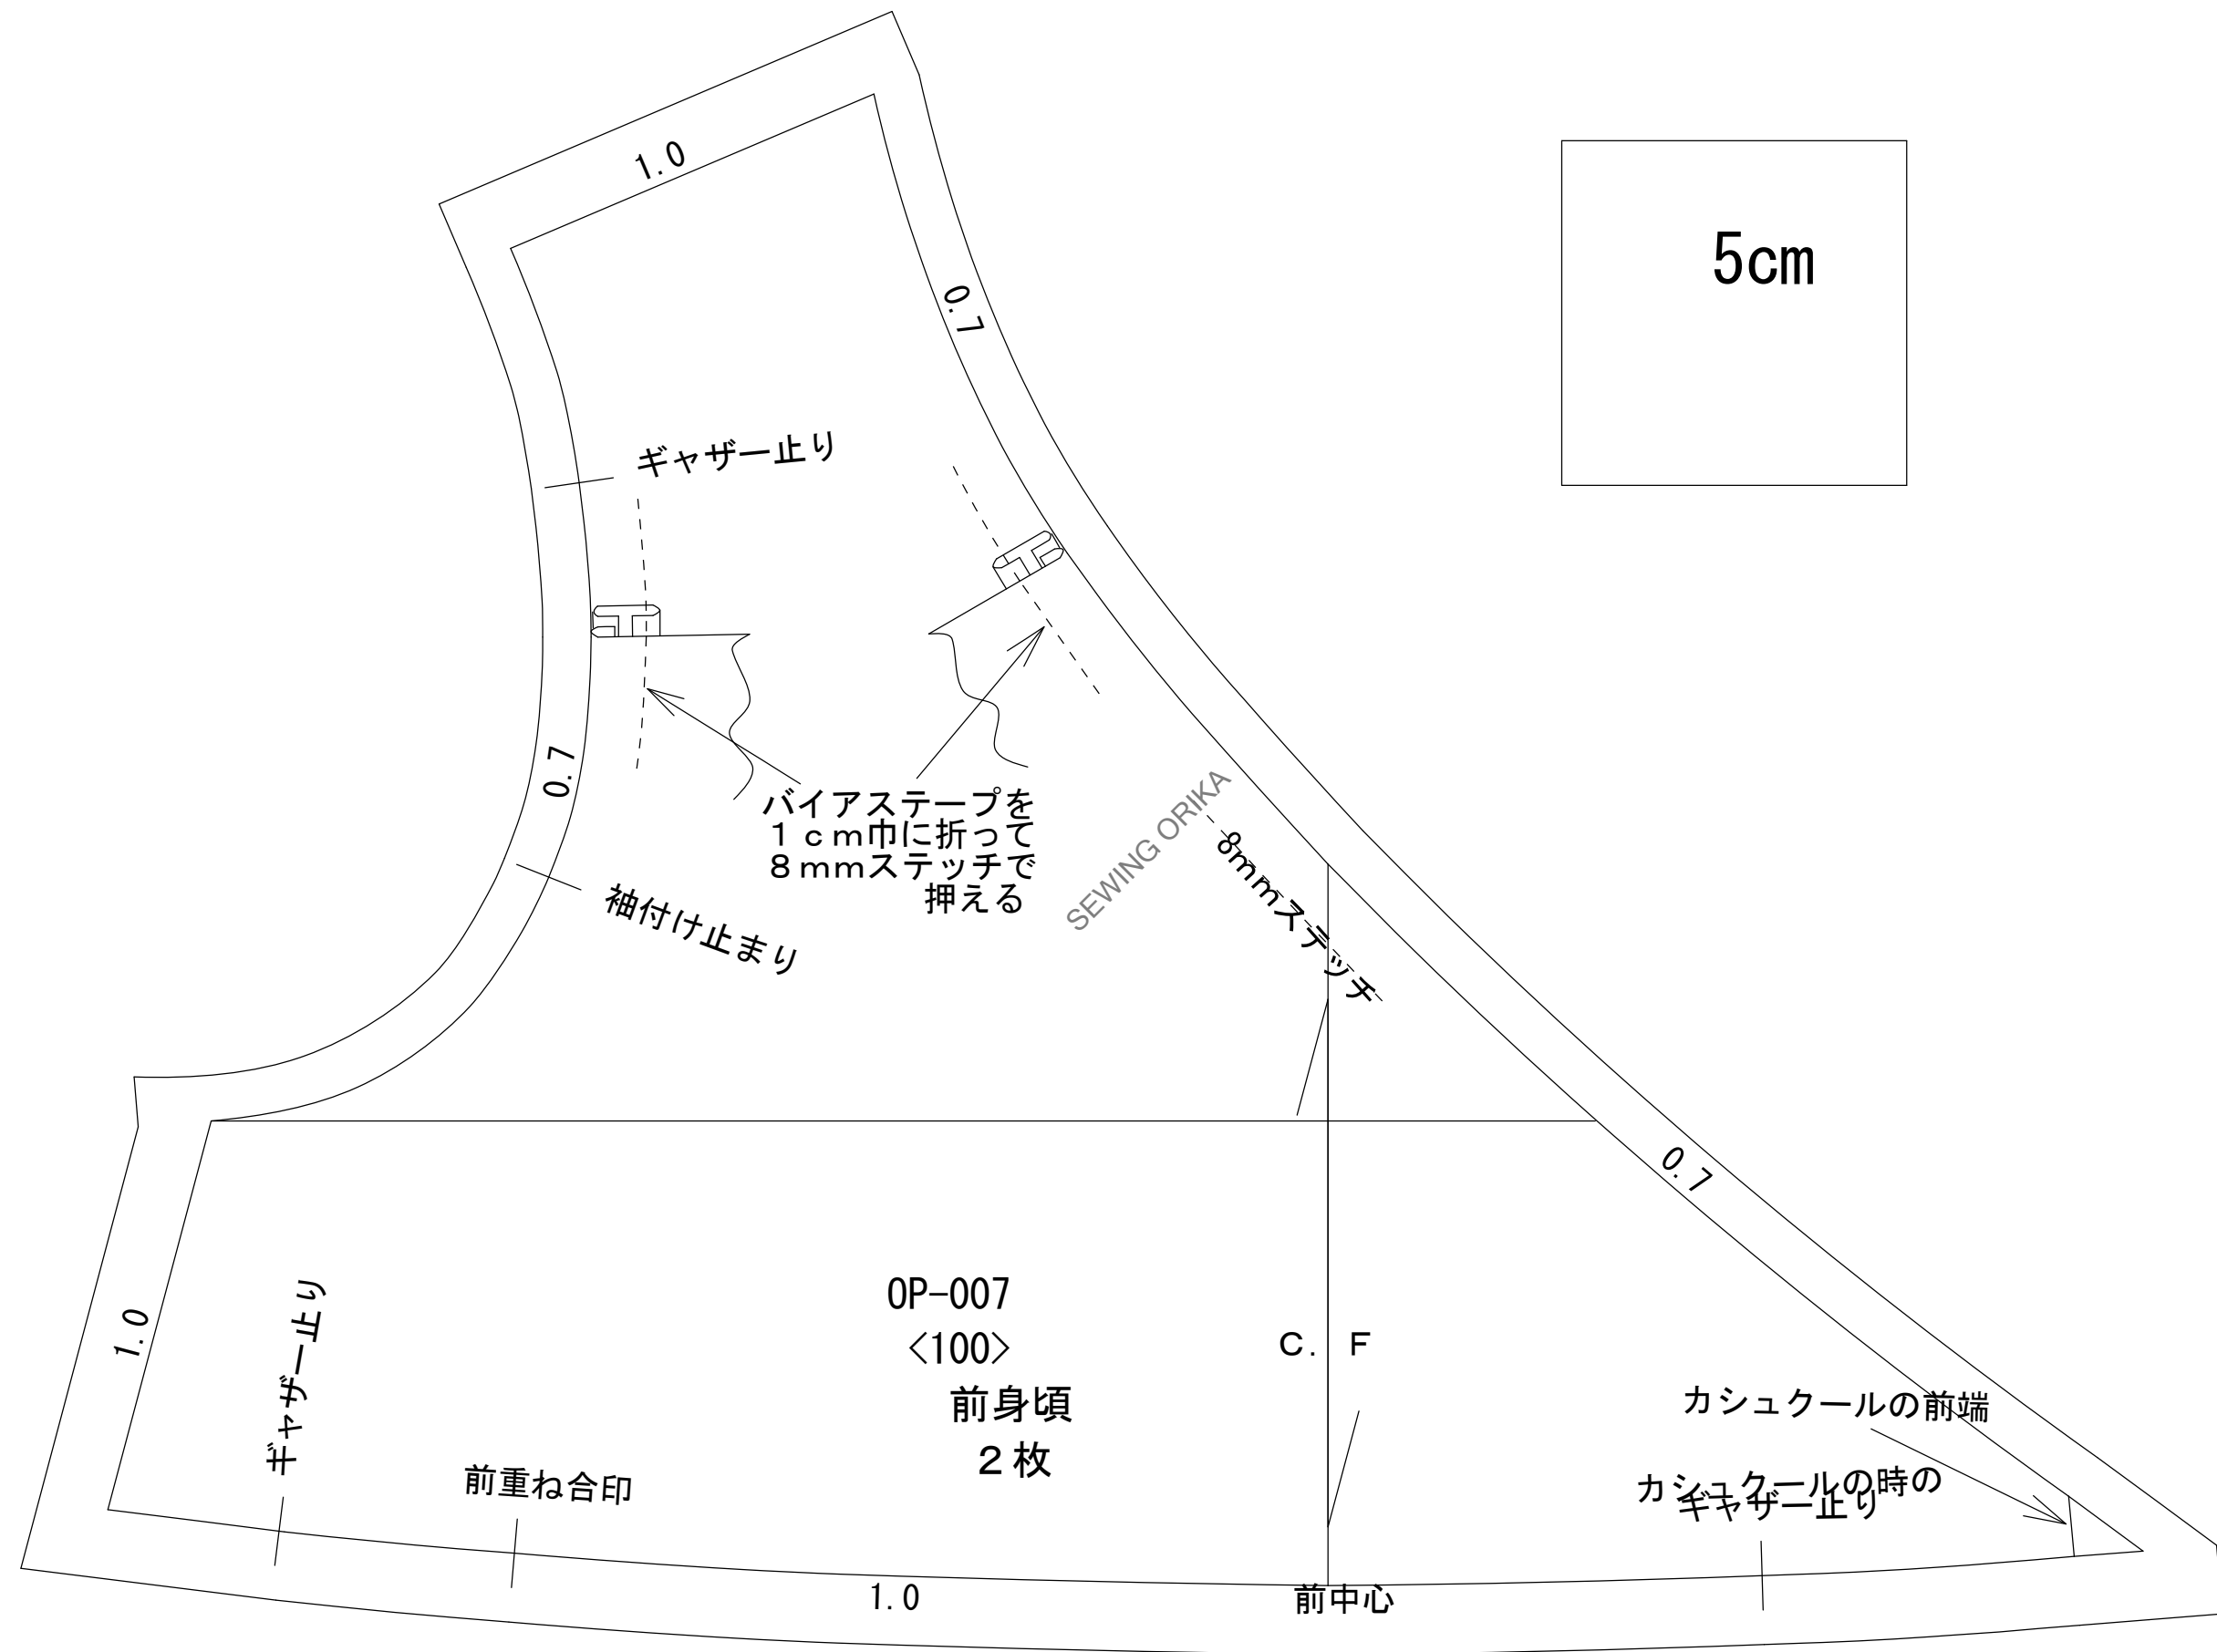 1.0
5cm
0.7
ギャザー止り
0.7
バイアステープを
1cm巾に折って
8mmステッチで
押える
SEWING ORIKA
8mmステッチ
袖付け止まり
0.7
1.0
ギャザー止り
OP-007
<100>
前身頃
2枚
C. F
カシュクールの前端
カシュクールの時の
ギャザー止り
前重ね合印
1.0
前中心